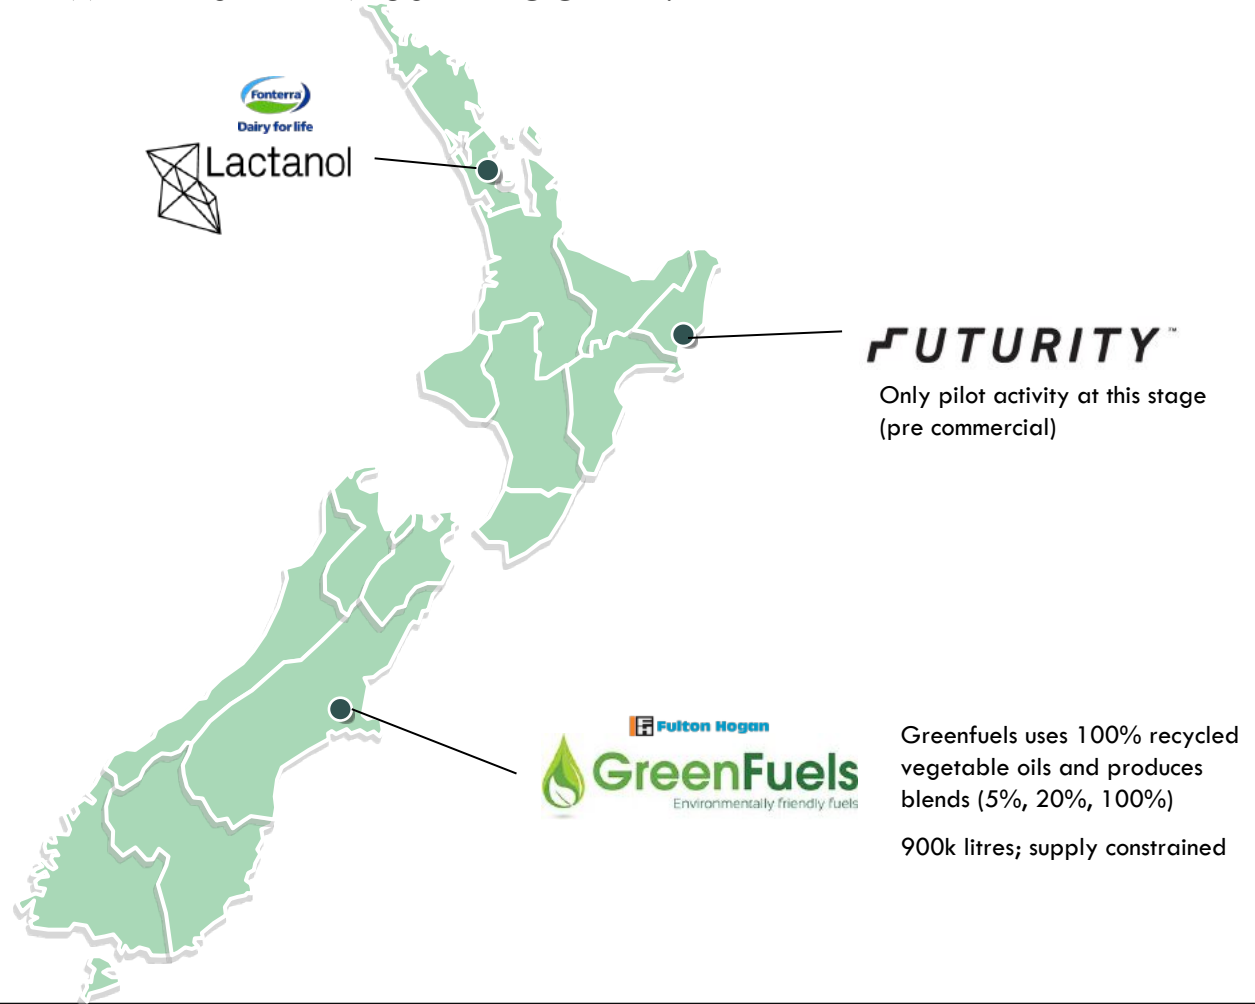 Fonterra
Dairy for life
Lactanol
FUTURITY™
Only pilot activity at this stage
(pre commercial)
Fulton Hogan
GreenFuels
Environmentally friendly fuels
Greenfuels uses 100% recycled
vegetable oils and produces
blends (5%, 20%, 100%)
900k litres; supply constrained